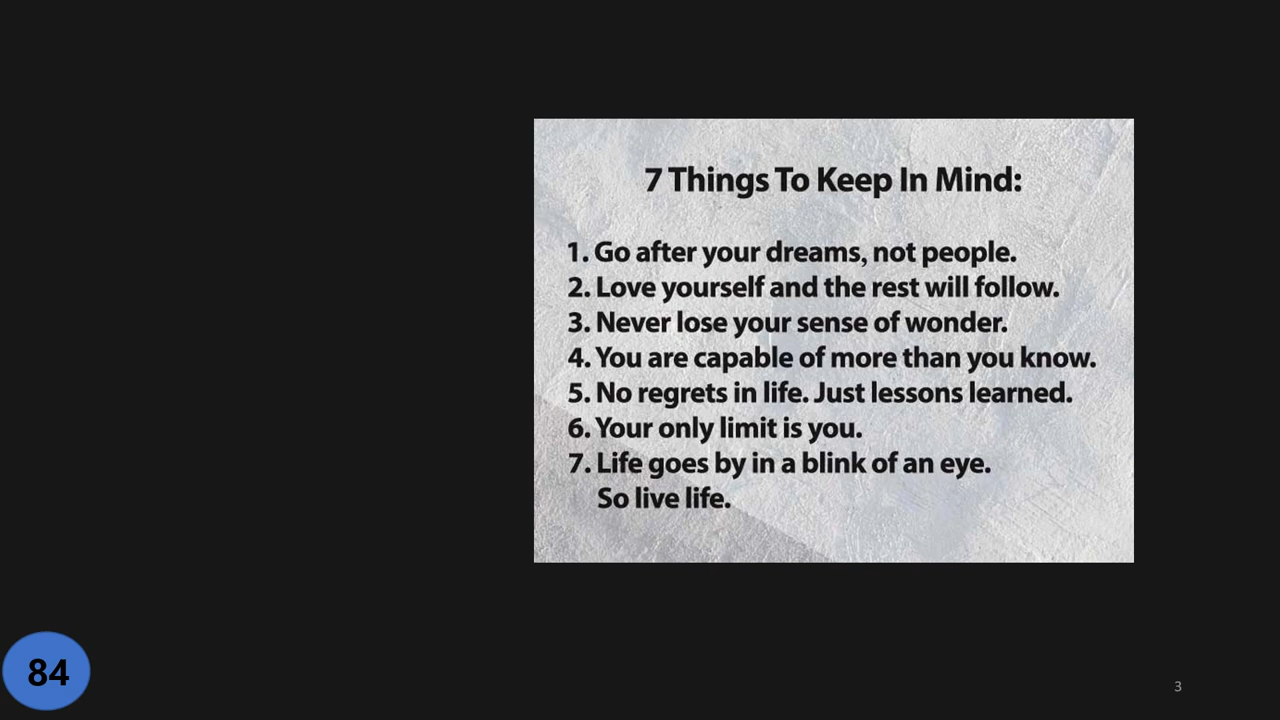 7 Things To Keep In Mind:
1. Go after your dreams, not people.
2. Love yourself and the rest will follow.
3. Never lose your sense of wonder.
4. You are capable of more than you know.
5. No regrets in life. Just lessons learned.
6. Your only limit is you.
7. Life goes by in a blink of an eye.
So live life.
84
3